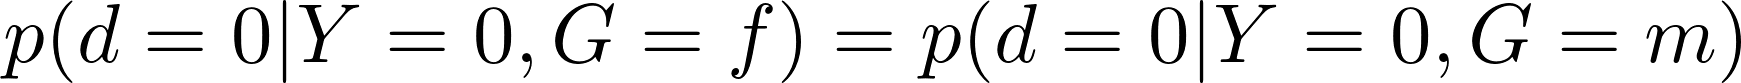 p(d = 0|Y = 0, G = f) = p(d = 0|Y = 0, G = m)